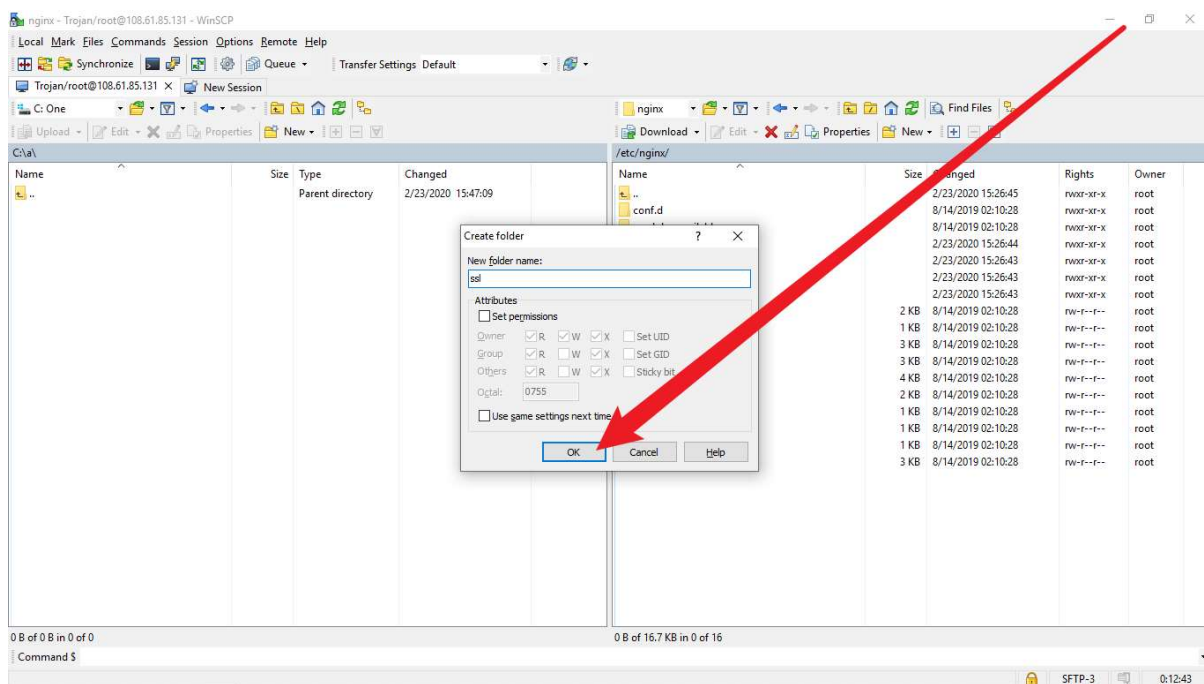 nginx - Trojan/root@108.61.85.131 - WinSCP
Local Mark Files Commands Session Options Remote Help
Synchronize Queue Transfer Settings Default
Trojan/root@108.61.85.131 New Session
C: One
Upload Edit Properties New
C:\a\
Name Size Type Changed
.. Parent directory 2/23/2020 15:47:09
nginx Find Files
Download Edit Properties New
/etc/nginx/
Name Size Changed Rights Owner
.. 2/23/2020 15:26:45 rwxr-xr-x root
conf.d 8/14/2019 02:10:28 rwxr-xr-x root
8/14/2019 02:10:28 rwxr-xr-x root
2/23/2020 15:26:44 rwxr-xr-x root
2/23/2020 15:26:43 rwxr-xr-x root
2/23/2020 15:26:43 rwxr-xr-x root
2/23/2020 15:26:43 rwxr-xr-x root
2 KB 8/14/2019 02:10:28 rw-r--r-- root
1 KB 8/14/2019 02:10:28 rw-r--r-- root
3 KB 8/14/2019 02:10:28 rw-r--r-- root
3 KB 8/14/2019 02:10:28 rw-r--r-- root
4 KB 8/14/2019 02:10:28 rw-r--r-- root
2 KB 8/14/2019 02:10:28 rw-r--r-- root
1 KB 8/14/2019 02:10:28 rw-r--r-- root
1 KB 8/14/2019 02:10:28 rw-r--r-- root
1 KB 8/14/2019 02:10:28 rw-r--r-- root
3 KB 8/14/2019 02:10:28 rw-r--r-- root
Create folder ?
New folder name:
ssl
Attributes
Set permissions
Owner R W X Set UID
Group R W X Set GID
Others R W X Sticky bit
Octal: 0755
Use same settings next time
OK Cancel Help
0 B of 0 B in 0 of 0
0 B of 16.7 KB in 0 of 16
Command $
SFTP-3 0:12:43